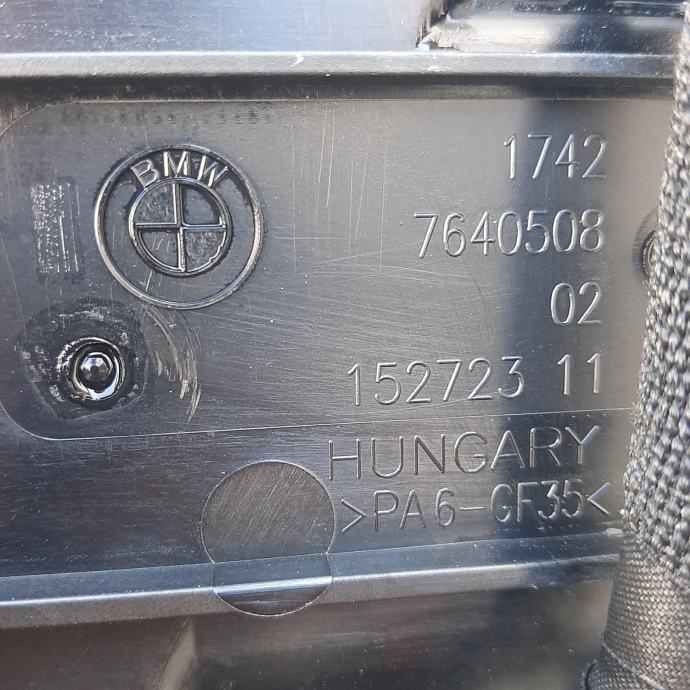 BMW
1742
7640508
02
152723 11
HUNGARY
>PA6-GF35<